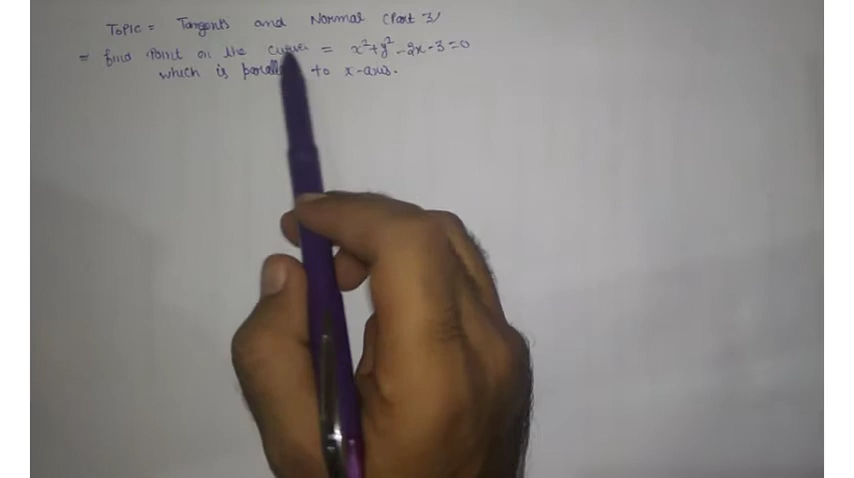 Topic = Tangents and Normal (Part 3)
= find Point on the curve = x²+y²-2x-3=0
which is parallel to x-axis.